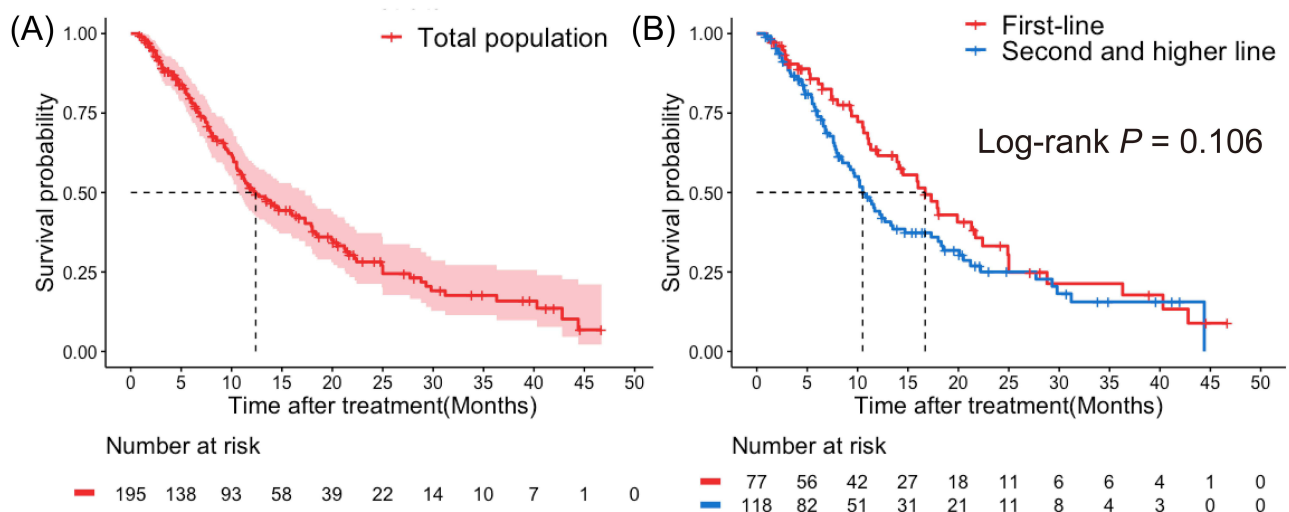 (A)
Total population
Survival probability
1.00
0.75
0.50
0.25
0.00
0 5 10 15 20 25 30 35 40 45 50
Time after treatment(Months)
Number at risk
195 138 93 58 39 22 14 10 7 1 0
(B)
First-line
Second and higher line
Log-rank P = 0.106
Survival probability
1.00
0.75
0.50
0.25
0.00
0 5 10 15 20 25 30 35 40 45 50
Time after treatment(Months)
Number at risk
77 56 42 27 18 11 6 6 4 1 0
118 82 51 31 21 11 8 4 3 0 0